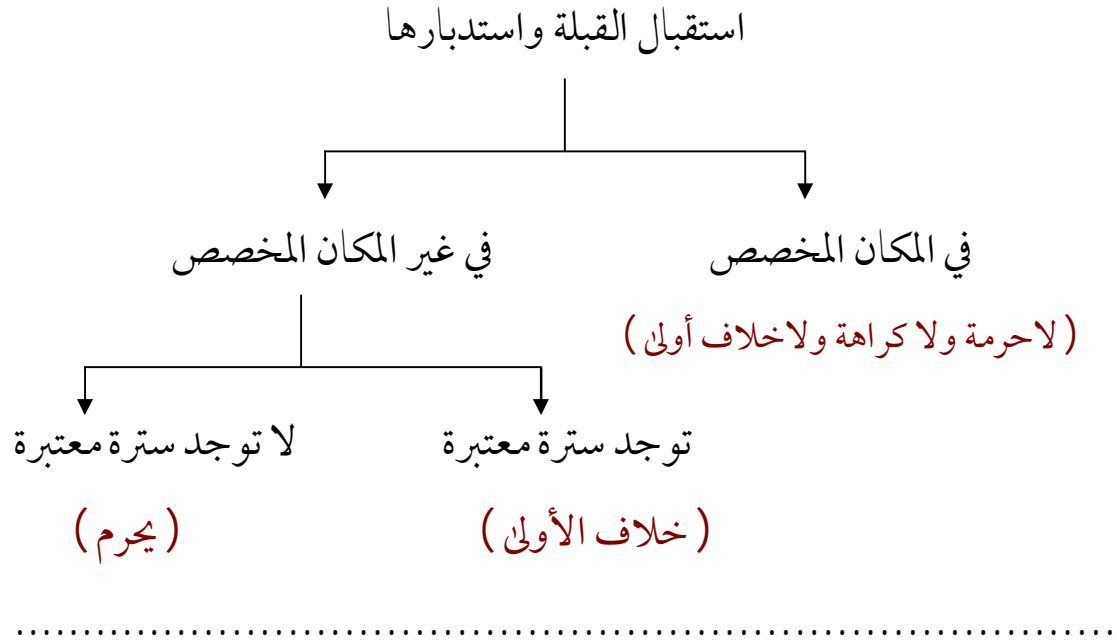 استقبال القبلة واستدبارها
في المكان المخصص
في غير المكان المخصص
( لاحرمة ولا كراهة ولاخلاف أولىٰ )
توجد سترة معتبرة
لا توجد سترة معتبرة
( خلاف الأولىٰ )
( يحرم )
................................................................................